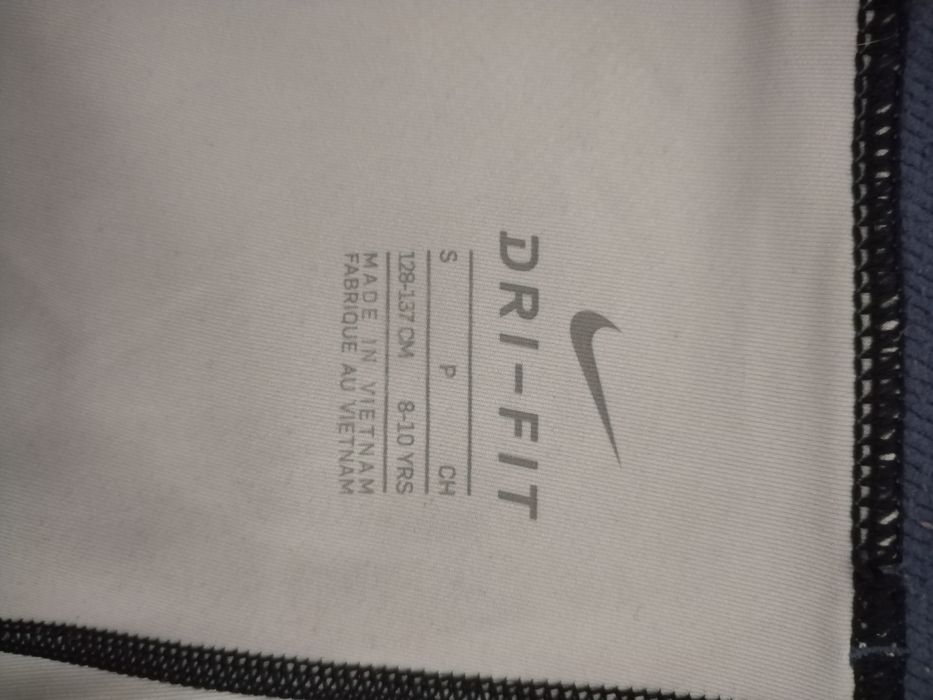 DRI-FIT
S P CH
128-137 CM 8-10 YRS
MADE IN VIETNAM
FABRIQUE AU VIETNAM